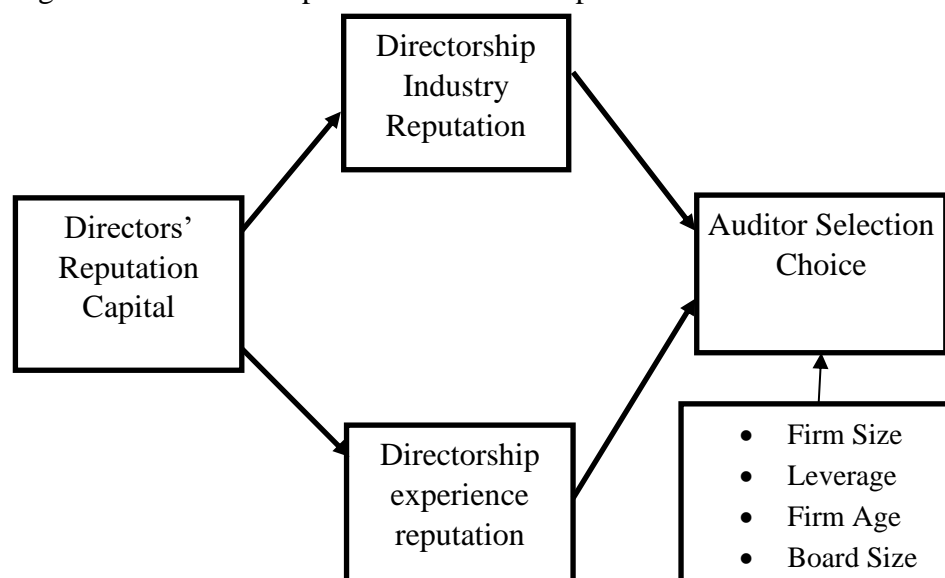 Directorship
Industry
Reputation
Directors’
Reputation
Capital
Auditor Selection
Choice
Directorship
experience
reputation
• Firm Size
• Leverage
• Firm Age
• Board Size